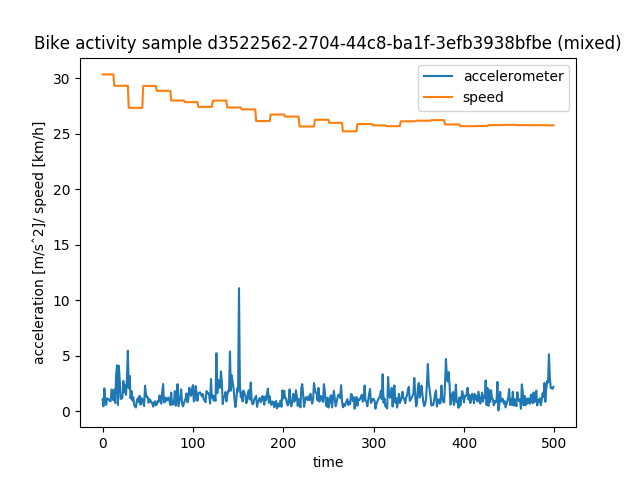 Bike activity sample d3522562-2704-44c8-ba1f-3efb3938bfbe (mixed)
accelerometer
speed
acceleration [m/s^2]/ speed [km/h]
30
25
20
15
10
5
0
0 100 200 300 400 500
time